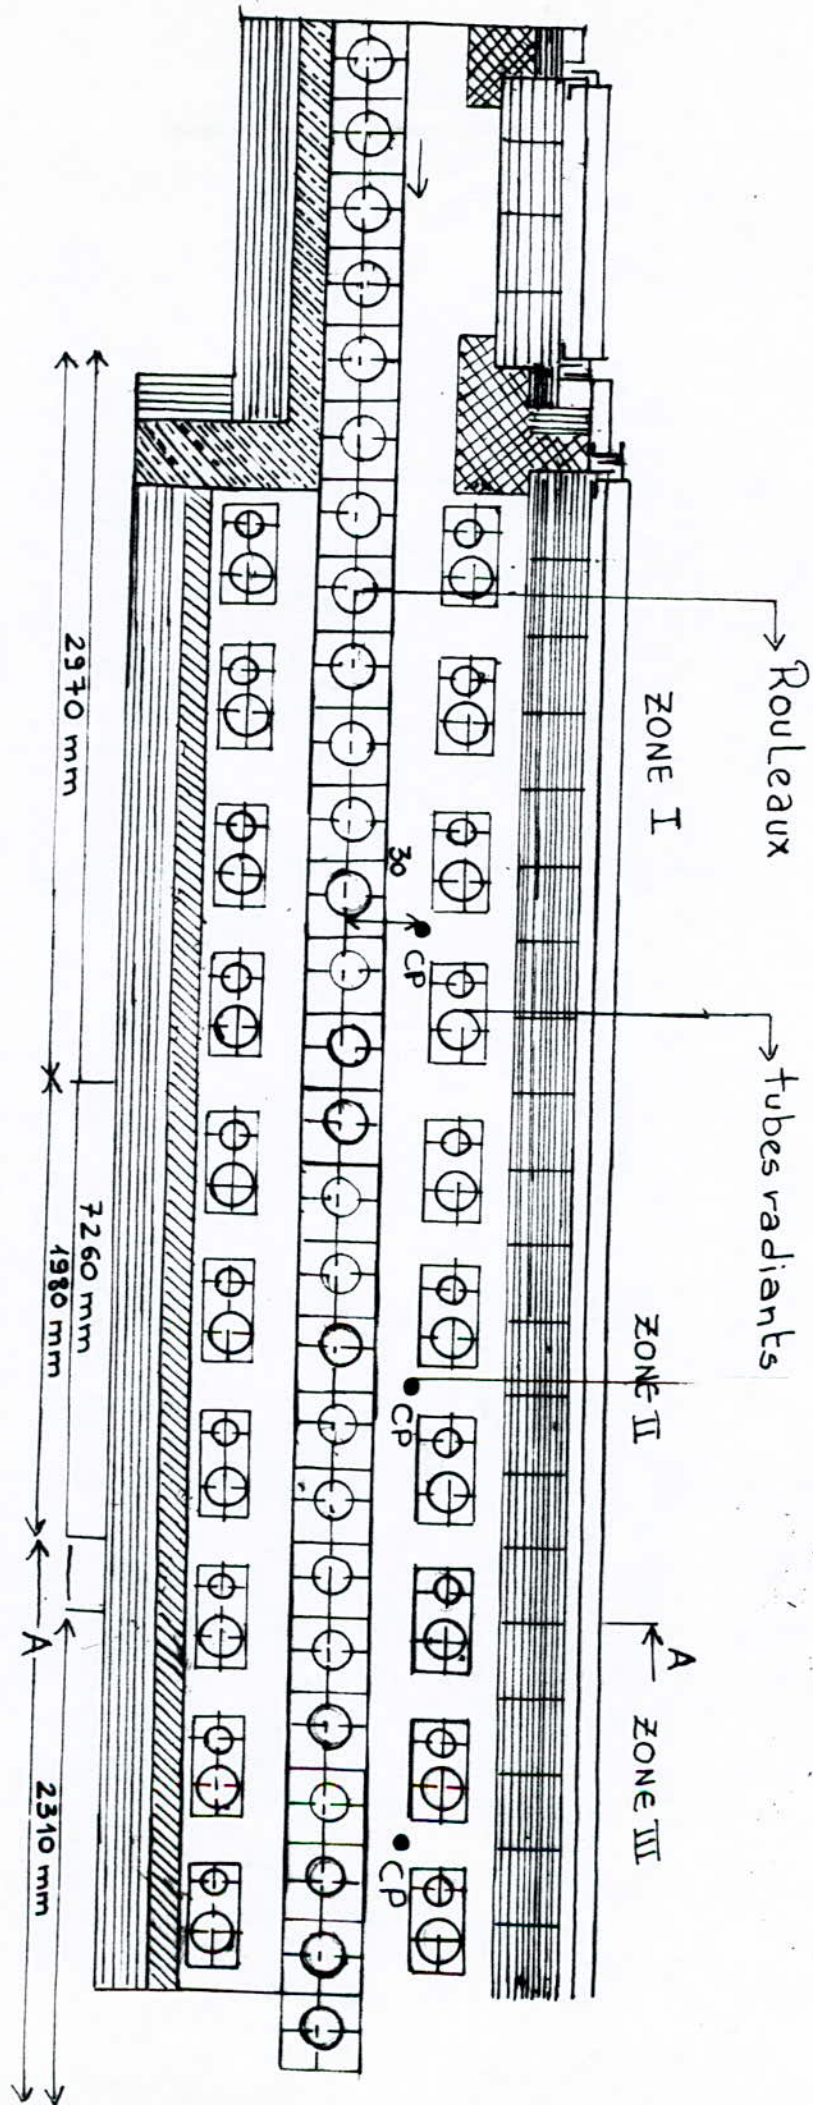 Rouleaux
ZONE I
30
CP
tubes radiants
ZONE II
CP
A
ZONE III
CP
2970 mm
7260 mm
1980 mm
A
2310 mm